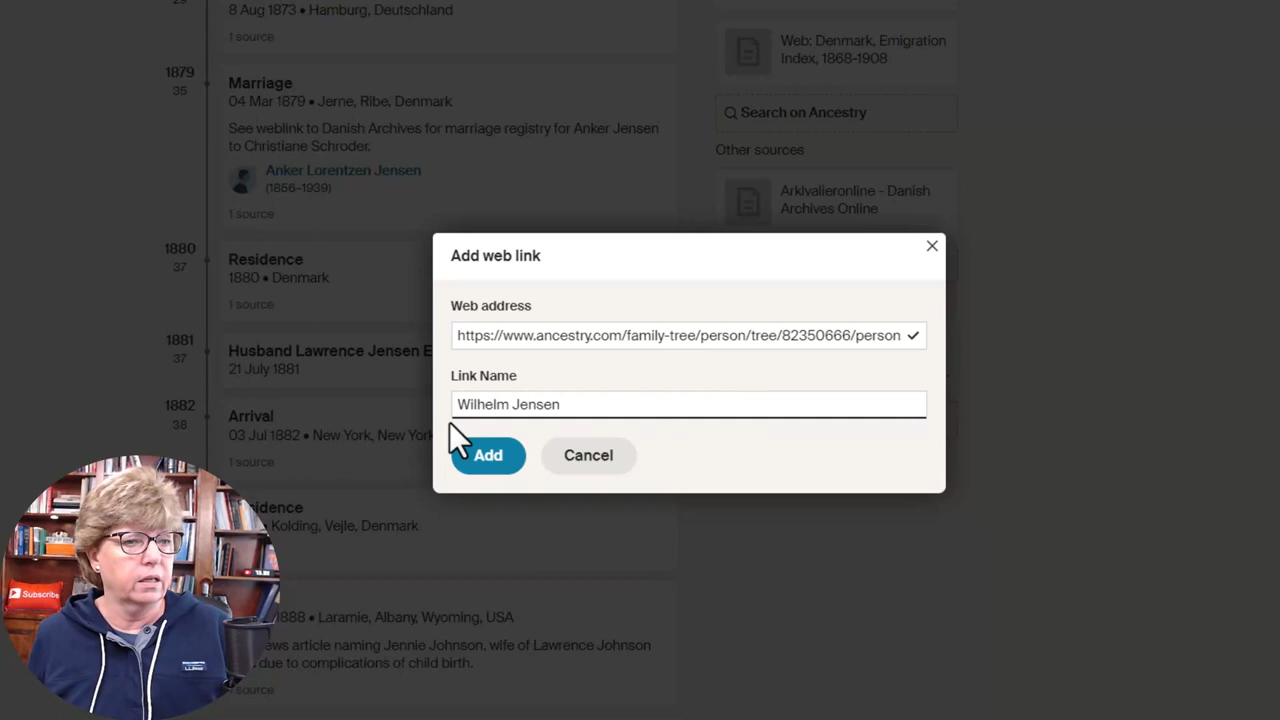 29
8 Aug 1873 • Hamburg, Deutschland
1 source
1879
35
Marriage
04 Mar 1879 • Jerne, Ribe, Denmark
See weblink to Danish Archives for marriage registry for Anker Jensen
to Christiane Schroder.
Anker Lorentzen Jensen
(1856–1939)
1 source
1880
37
Residence
1880 • Denmark
1 source
1881
37
Husband Lawrence Jensen E
21 July 1881
1882
38
Arrival
03 Jul 1882 • New York, New York
1 source
sidence
Kolding, Vejle, Denmark
1888 • Laramie, Albany, Wyoming, USA
ews article naming Jennie Johnson, wife of Lawrence Johnson
due to complications of child birth.
1 source
Web: Denmark, Emigration
Index, 1868-1908
Search on Ancestry
Other sources
Arklvalieronline - Danish
Archives Online
Add web link
Web address
https://www.ancestry.com/family-tree/person/tree/82350666/person
Link Name
Wilhelm Jensen
Add
Cancel
Subscribe